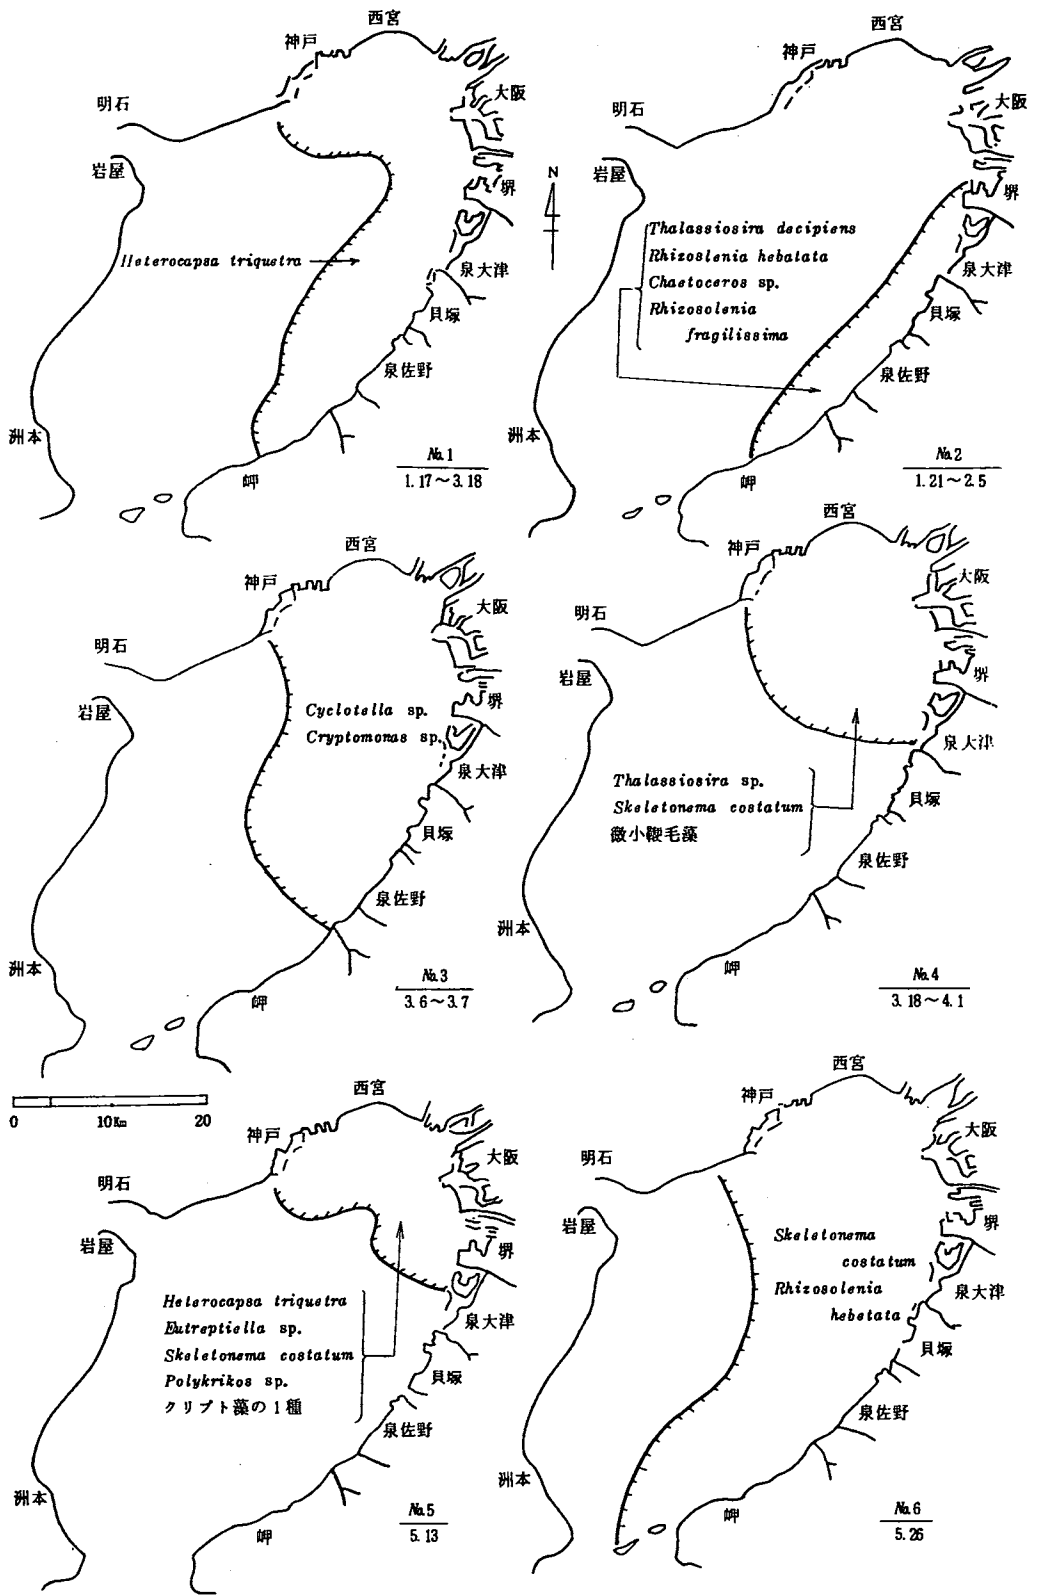 西宮
神戸
大阪
明石
岩屋
堺
Heterocapsa triquetra
泉大津
貝塚
泉佐野
洲本
岬
No.1
1.17～3.18
N
西宮
神戸
大阪
明石
岩屋
堺
Thalassiosira decipiens
Rhizoslenia hebatata
Chaetoceros sp.
Rhizosolenia
fragilissima
泉大津
貝塚
泉佐野
洲本
岬
No.2
1.21～2.5
西宮
神戸
大阪
明石
岩屋
堺
Cyclotella sp.
Cryptomonas sp.
泉大津
貝塚
泉佐野
洲本
岬
No.3
3.6～3.7
西宮
神戸
大阪
明石
岩屋
堺
泉大津
Thalassiosira sp.
Skeletonema costatum
微小鞭毛藻
貝塚
泉佐野
洲本
岬
No.4
3.18～4.1
0 10Km 20
西宮
神戸
大阪
明石
岩屋
堺
Heterocapsa triquetra
Eutreptiella sp.
Skeletonema costatum
Polykrikos sp.
クリプト藻の1種
泉大津
貝塚
泉佐野
洲本
岬
No.5
5.13
西宮
神戸
大阪
明石
岩屋
堺
Skeletonema
costatum
Rhizosolenia
hebetata
泉大津
貝塚
泉佐野
洲本
岬
No.6
5.26